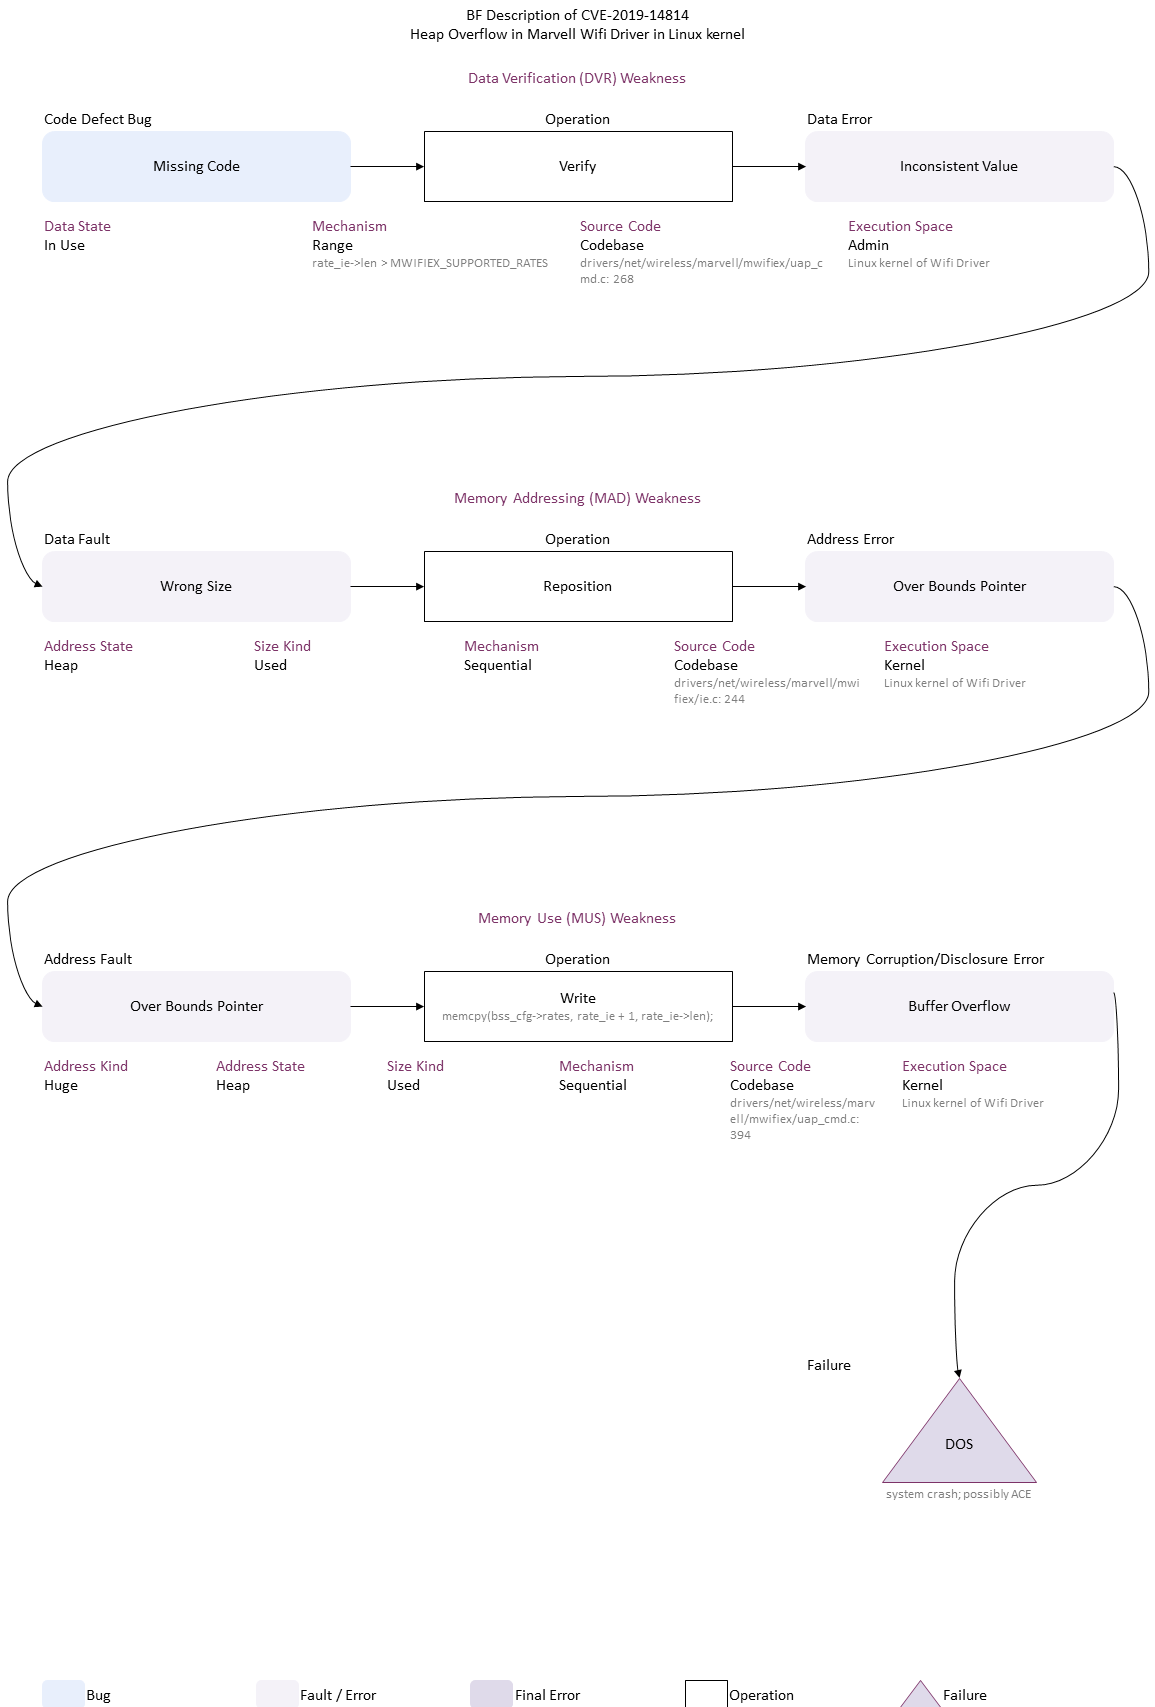 BF Description of CVE-2019-14814
Heap Overflow in Marvell Wifi Driver in Linux kernel
Data Verification (DVR) Weakness
Code Defect Bug
Operation
Data Error
Missing Code
Verify
Inconsistent Value
Data State
Mechanism
Source Code
Execution Space
In Use
Range
Codebase
Admin
rate_ie->len > MWIFIEX_SUPPORTED_RATES
drivers/net/wireless/marvell/mwifiex/uap_c
Linux kernel of Wifi Driver
md.c: 268
Memory Addressing (MAD) Weakness
Data Fault
Operation
Address Error
Wrong Size
Reposition
Over Bounds Pointer
Address State
Size Kind
Mechanism
Source Code
Execution Space
Heap
Used
Sequential
Codebase
Kernel
drivers/net/wireless/marvell/mwi
Linux kernel of Wifi Driver
fiex/ie.c: 244
Memory Use (MUS) Weakness
Address Fault
Operation
Memory Corruption/Disclosure Error
Over Bounds Pointer
Write
memcpy(bss_cfg->rates, rate_ie + 1, rate_ie->len);
Buffer Overflow
Address Kind
Address State
Size Kind
Mechanism
Source Code
Execution Space
Huge
Heap
Used
Sequential
Codebase
Kernel
drivers/net/wireless/marv
Linux kernel of Wifi Driver
ell/mwifiex/uap_cmd.c:
394
Failure
DOS
system crash; possibly ACE
Bug
Fault / Error
Final Error
Operation
Failure